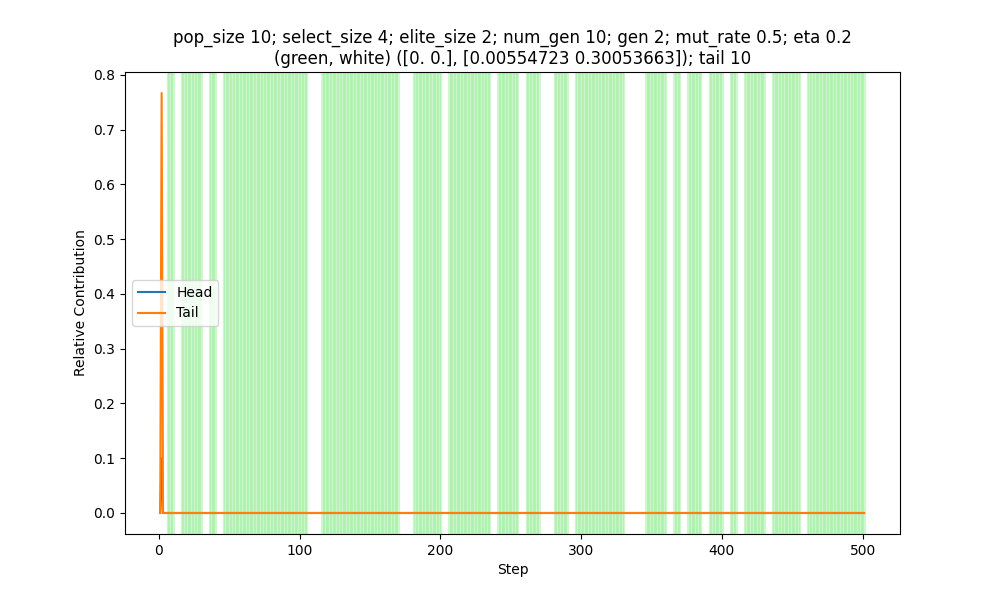 pop_size 10; select_size 4; elite_size 2; num_gen 10; gen 2; mut_rate 0.5; eta 0.2
(green, white) ([0. 0.], [0.00554723 0.30053663]); tail 10
0.8
0.7
0.6
0.5
0.4
0.3
0.2
0.1
0.0
Relative Contribution
Head
Tail
0
100
200
300
400
500
Step